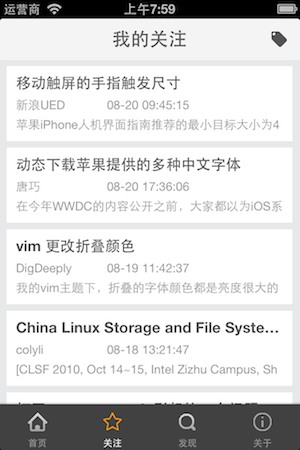 运营商 上午7:59
我的关注
移动触屏的手指触发尺寸
新浪UED 08-20 09:45:15
苹果iPhone人机界面指南推荐的最小目标大小为4
动态下载苹果提供的多种中文字体
唐巧 08-20 17:36:06
在今年WWDC的内容公开之前，大家都以为iOS系
vim 更改折叠颜色
DigDeeply 08-19 11:42:37
我的vim主题下，折叠的字体颜色都是亮度很大的
China Linux Storage and File Syste...
colyli 08-18 13:21:47
[CLSF 2010, Oct 14~15, Intel Zizhu Campus, Sh
首页 关注 发现 关于